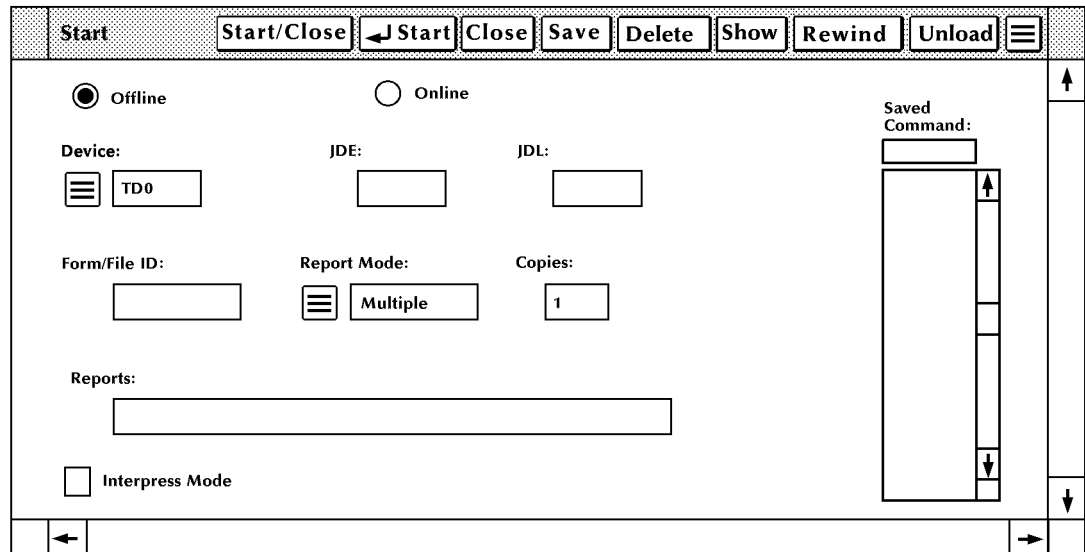 Start Start/Close Start Close Save Delete Show Rewind Unload
Offline Online
Saved Command:
Device: JDE: JDL:
TD0
Form/File ID: Report Mode: Copies:
Multiple 1
Reports:
Interpress Mode